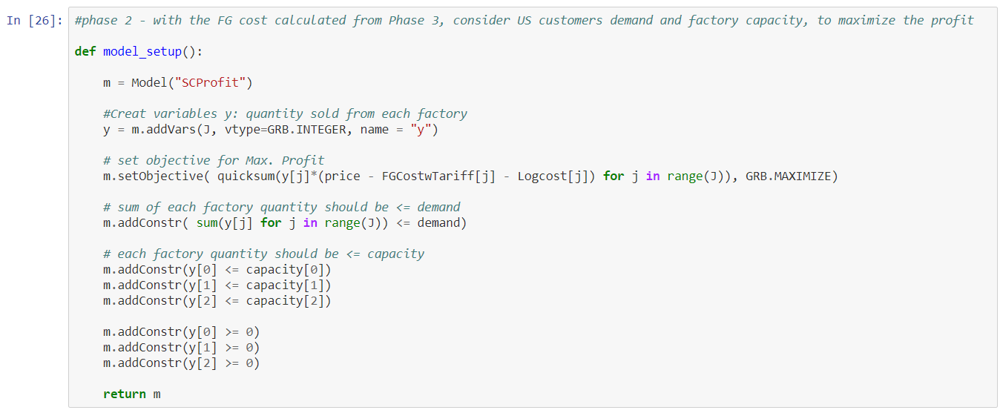 In [26]: #phase 2 - with the FG cost calculated from Phase 3, consider US customers demand and factory capacity, to maximize the profit
def model_setup():
m = Model("SCProfit")
#Creat variables y: quantity sold from each factory
y = m.addVars(J, vtype=GRB.INTEGER, name = "y")
# set objective for Max. Profit
m.setObjective( quicksum(y[j]*(price - FGCostwTariff[j] - Logcost[j]) for j in range(J)), GRB.MAXIMIZE)
# sum of each factory quantity should be <= demand
m.addConstr( sum(y[j] for j in range(J)) <= demand)
# each factory quantity should be <= capacity
m.addConstr(y[0] <= capacity[0])
m.addConstr(y[1] <= capacity[1])
m.addConstr(y[2] <= capacity[2])
m.addConstr(y[0] >= 0)
m.addConstr(y[1] >= 0)
m.addConstr(y[2] >= 0)
return m